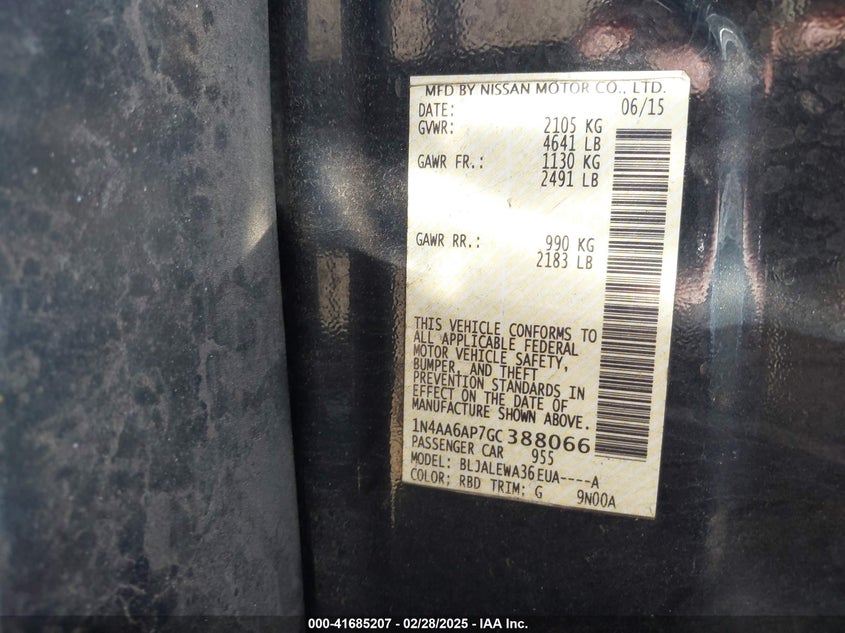 MFD BY NISSAN MOTOR CO., LTD.
DATE: 06/15
GVWR: 2105 KG
4641 LB
GAWR FR.: 1130 KG
2491 LB
GAWR RR.: 990 KG
2183 LB
THIS VEHICLE CONFORMS TO
ALL APPLICABLE FEDERAL
MOTOR VEHICLE SAFETY,
BUMPER, AND THEFT
PREVENTION STANDARDS IN
EFFECT ON THE DATE OF
MANUFACTURE SHOWN ABOVE.
1N4AA6AP7GC388066
PASSENGER CAR 955
MODEL: BLJALEWA36EUA----A
COLOR; RBD TRIM; G 9N00A
000-41685207 - 02/28/2025 - IAA Inc.